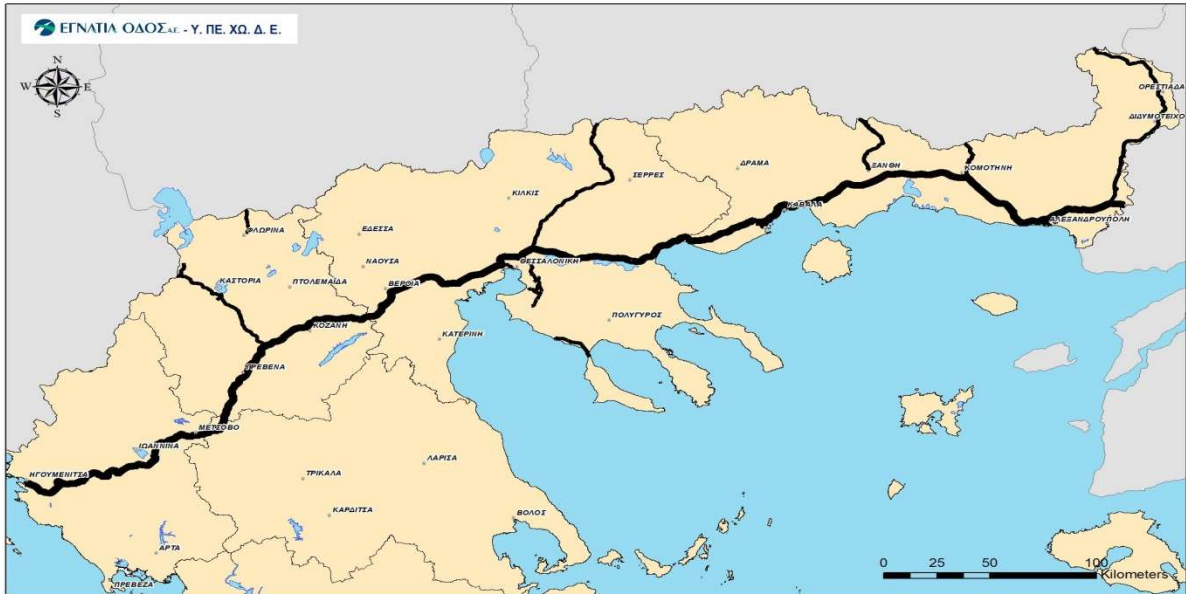 ΕΓΝΑΤΙΑ ΟΔΟΣ Α.Ε. - Υ. ΠΕ. ΧΩ. Δ. Ε.
N
W E
S
ΟΡΕΣΤΙΑΔΑ
ΔΙΔΥΜΟΤΕΙΧΟ
ΔΡΑΜΑ
ΞΑΝΘΗ
ΚΟΜΟΤΗΝΗ
ΣΕΡΡΕΣ
ΚΙΛΚΙΣ
ΚΑΒΑΛΑ
ΑΛΕΞΑΝΔΡΟΥΠΟΛΗ
ΦΛΩΡΙΝΑ
ΕΔΕΣΣΑ
ΘΕΣΣΑΛΟΝΙΚΗ
ΝΑΟΥΣΑ
ΚΑΣΤΟΡΙΑ
ΠΤΟΛΕΜΑΪΔΑ
ΒΕΡΟΙΑ
ΠΟΛΥΓΥΡΟΣ
ΚΟΖΑΝΗ
ΚΑΤΕΡΙΝΗ
ΓΡΕΒΕΝΑ
ΜΕΤΣΟΒΟ
ΙΩΑΝΝΙΝΑ
ΛΑΡΙΣΑ
ΗΓΟΥΜΕΝΙΤΣΑ
ΤΡΙΚΑΛΑ
ΚΑΡΔΙΤΣΑ
ΒΟΛΟΣ
ΑΡΤΑ
ΠΡΕΒΕΖΑ
0 25 50 100
Kilometers